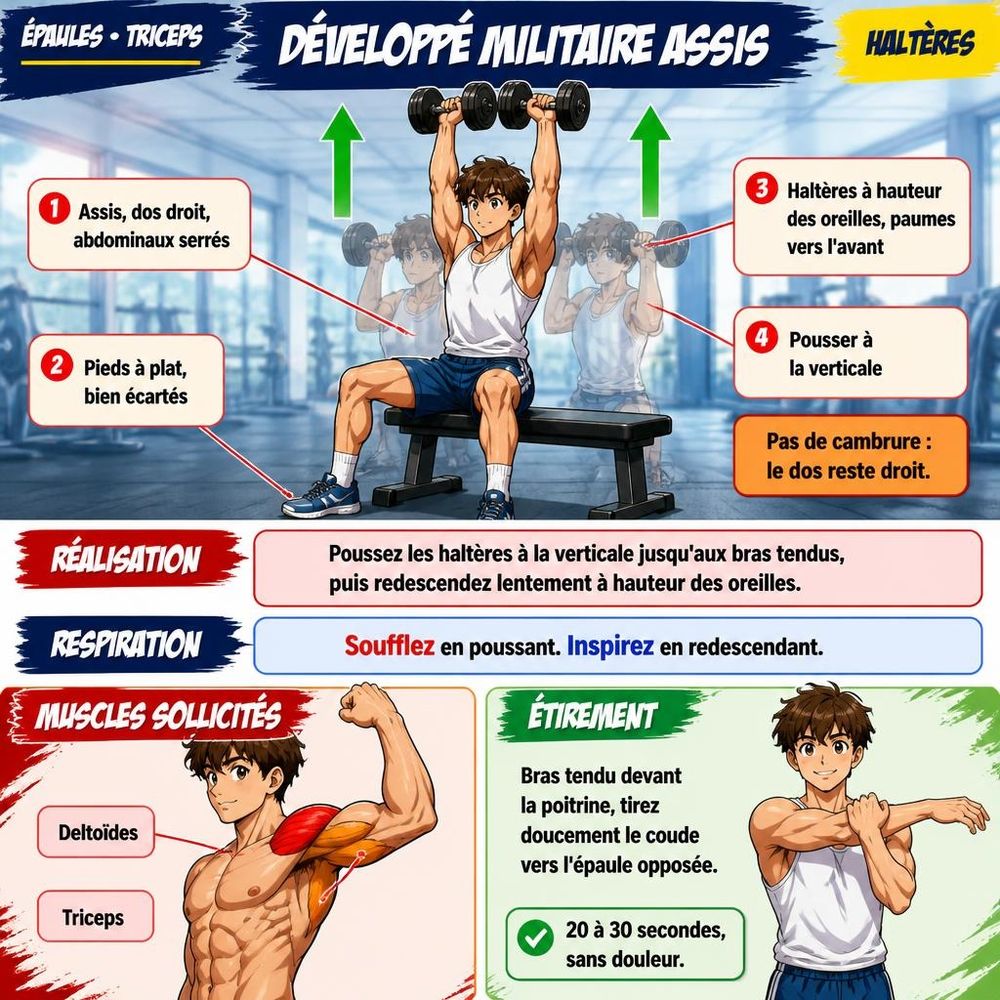 ÉPAULES • TRICEPS
DÉVELOPPÉ MILITAIRE ASSIS
HALTÈRES
1 Assis, dos droit,
abdominaux serrés
2 Pieds à plat,
bien écartés
3 Haltères à hauteur
des oreilles, paumes
vers l'avant
4 Pousser à
la verticale
Pas de cambrure :
le dos reste droit.
RÉALISATION
Poussez les haltères à la verticale jusqu'aux bras tendus,
puis redescendez lentement à hauteur des oreilles.
RESPIRATION
Soufflez en poussant. Inspirez en redescendant.
MUSCLES SOLLICITÉS
Deltoïdes
Triceps
ÉTIREMENT
Bras tendu devant
la poitrine, tirez
doucement le coude
vers l'épaule opposée.
20 à 30 secondes,
sans douleur.